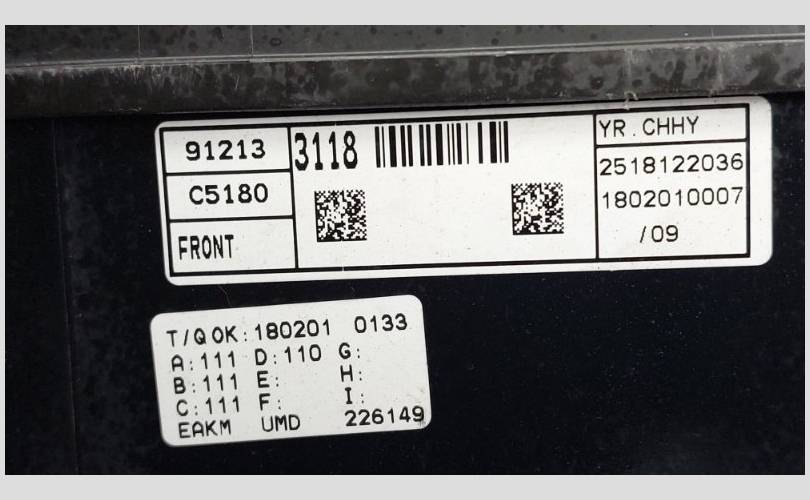 91213
C5180
FRONT
3118
YR.CHHY
2518122036
1802010007
/09
T/Q OK:180201 0133
A:111 D:110 G:
B:111 E: H:
C:111 F: I:
EAKM UMD 226149